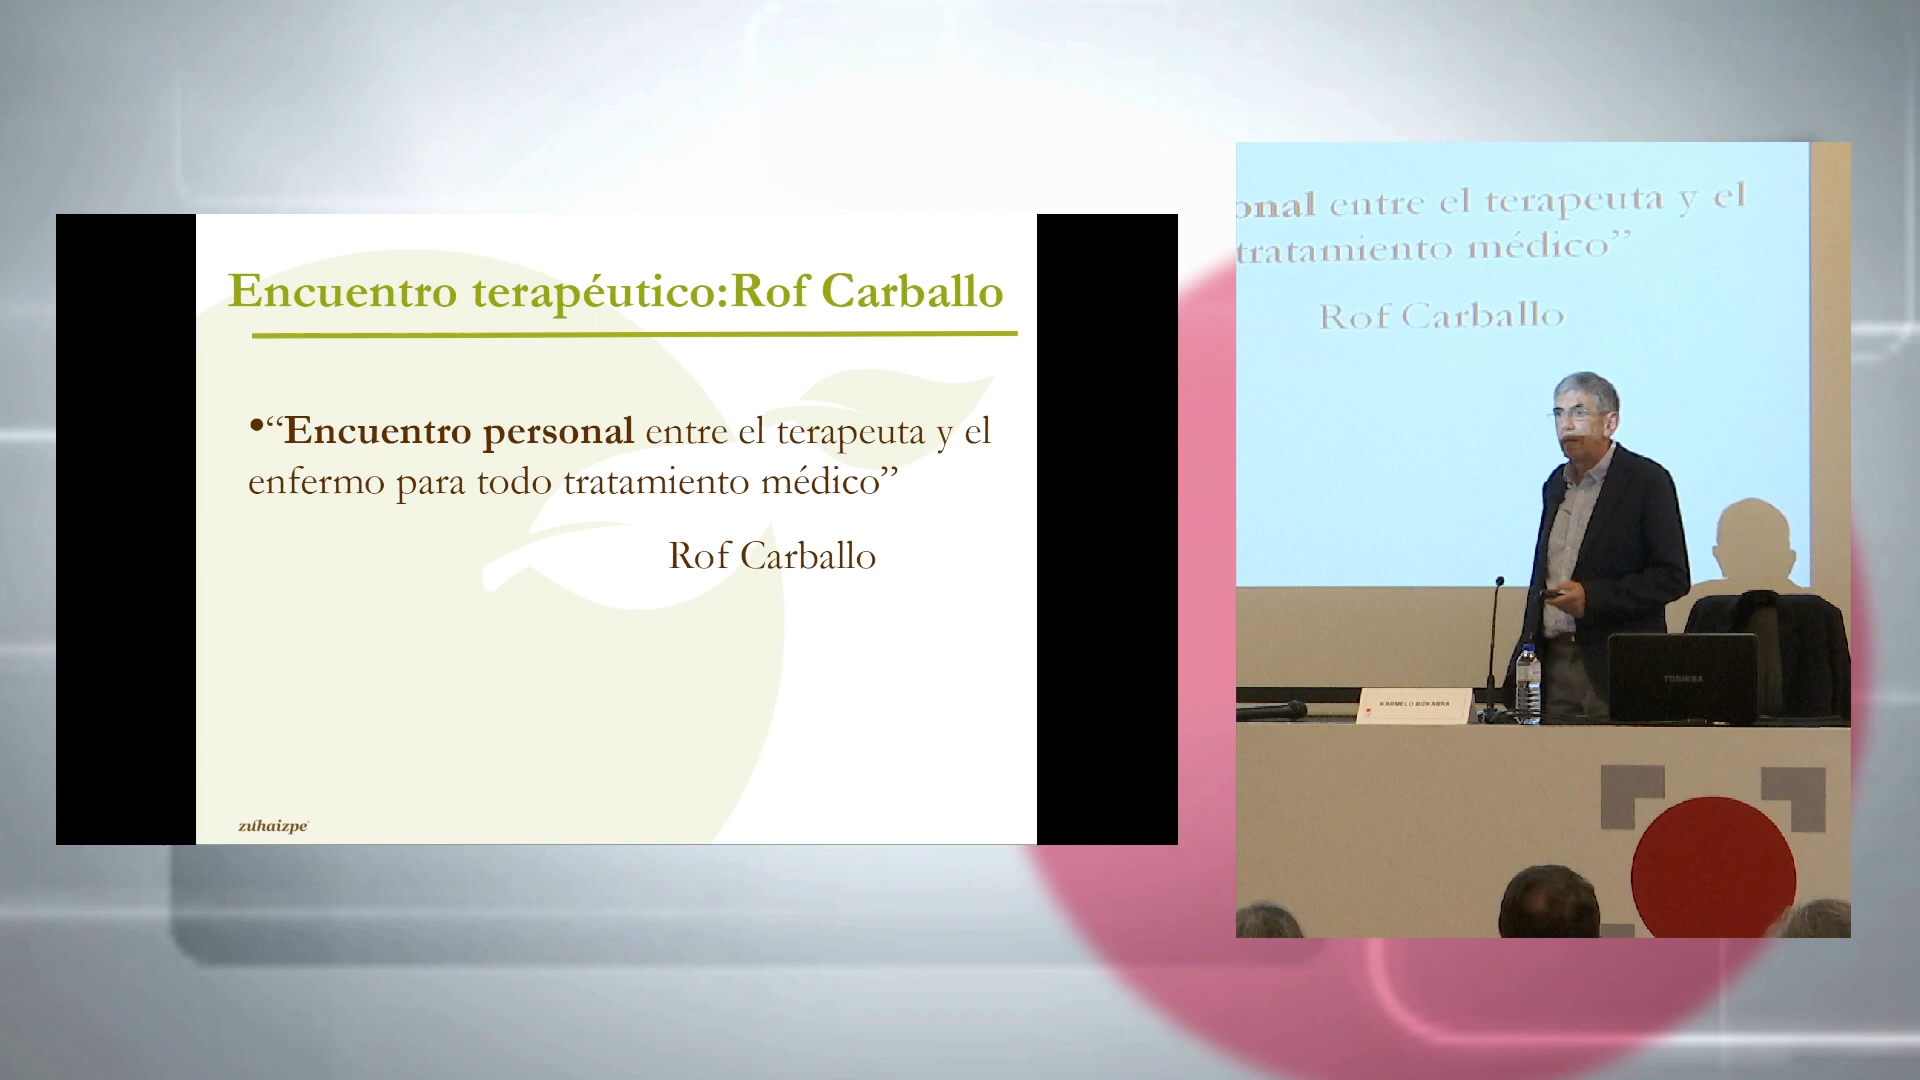 Encuentro terapéutico:Rof Carballo
•“Encuentro personal entre el terapeuta y el
enfermo para todo tratamiento médico”
Rof Carballo
zuhaizpe
onal entre el terapeuta y el
tratamiento médico”
Rof Carballo
TOSHIBA
KARMELO BIZKARRA